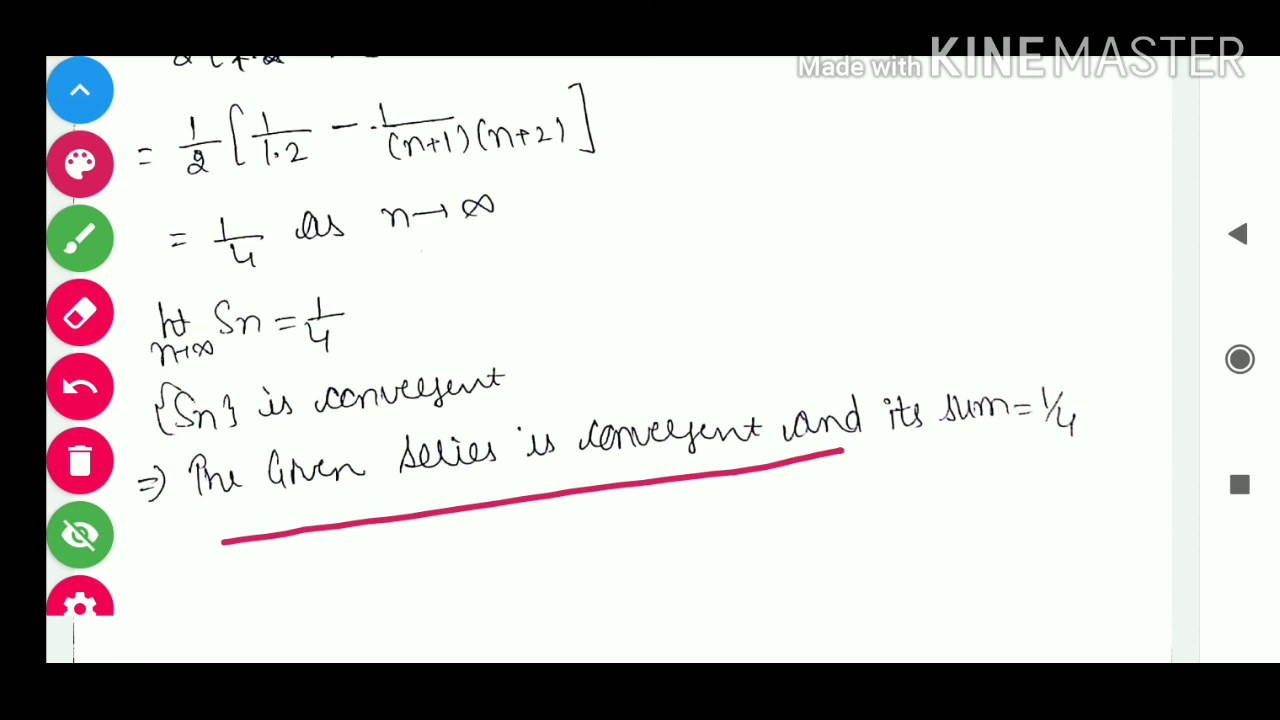 Made with KINEMASTER
= 1/2 [ 1/1·2 - 1/(n+1)(n+2) ]
= 1/4 as n→∞
lt n→∞ Sn = 1/4
{Sn} is convergent
⇒ The Given series is convergent and its sum = 1/4